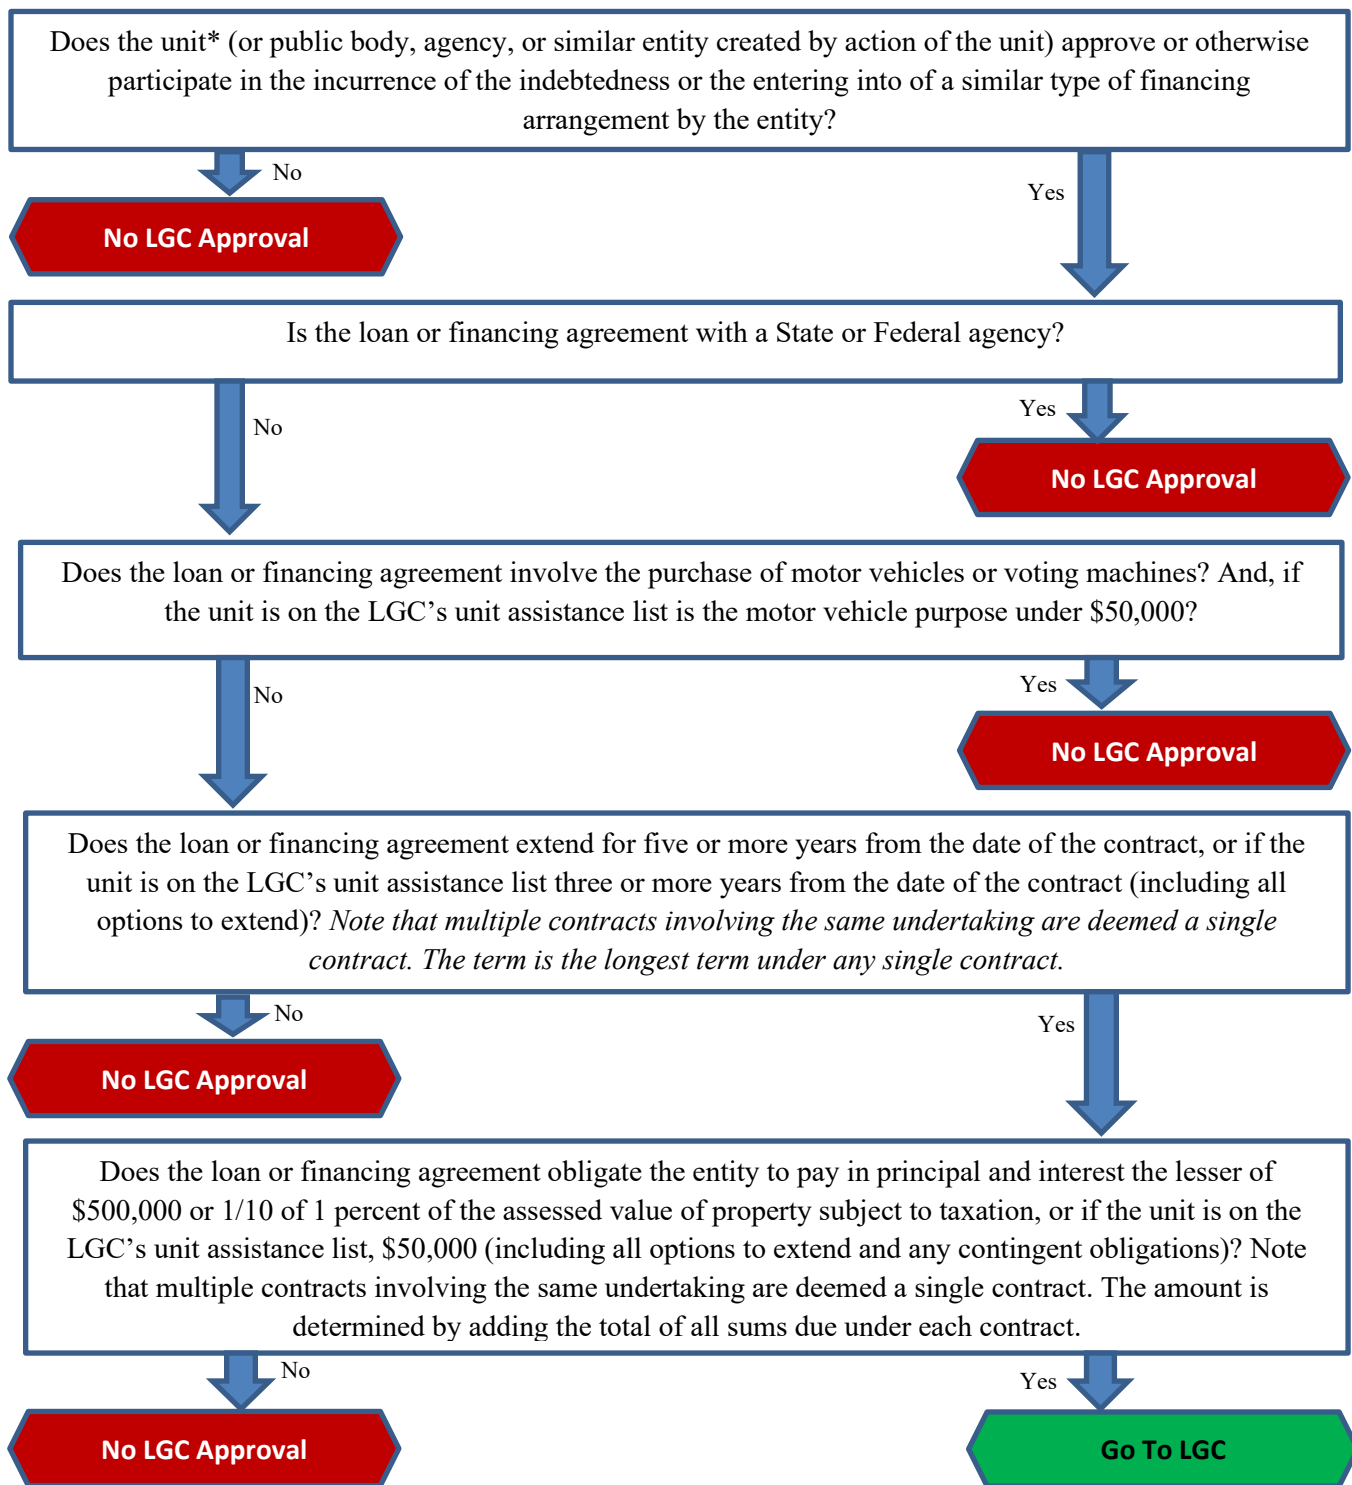 Does the unit* (or public body, agency, or similar entity created by action of the unit) approve or otherwise
participate in the incurrence of the indebtedness or the entering into of a similar type of financing
arrangement by the entity?
No
Yes
No LGC Approval
Is the loan or financing agreement with a State or Federal agency?
Yes
No
No LGC Approval
Does the loan or financing agreement involve the purchase of motor vehicles or voting machines? And, if
the unit is on the LGC’s unit assistance list is the motor vehicle purpose under $50,000?
Yes
No
No LGC Approval
Does the loan or financing agreement extend for five or more years from the date of the contract, or if the
unit is on the LGC’s unit assistance list three or more years from the date of the contract (including all
options to extend)? Note that multiple contracts involving the same undertaking are deemed a single
contract. The term is the longest term under any single contract.
No
Yes
No LGC Approval
Does the loan or financing agreement obligate the entity to pay in principal and interest the lesser of
$500,000 or 1/10 of 1 percent of the assessed value of property subject to taxation, or if the unit is on the
LGC’s unit assistance list, $50,000 (including all options to extend and any contingent obligations)? Note
that multiple contracts involving the same undertaking are deemed a single contract. The amount is
determined by adding the total of all sums due under each contract.
No
Yes
No LGC Approval
Go To LGC